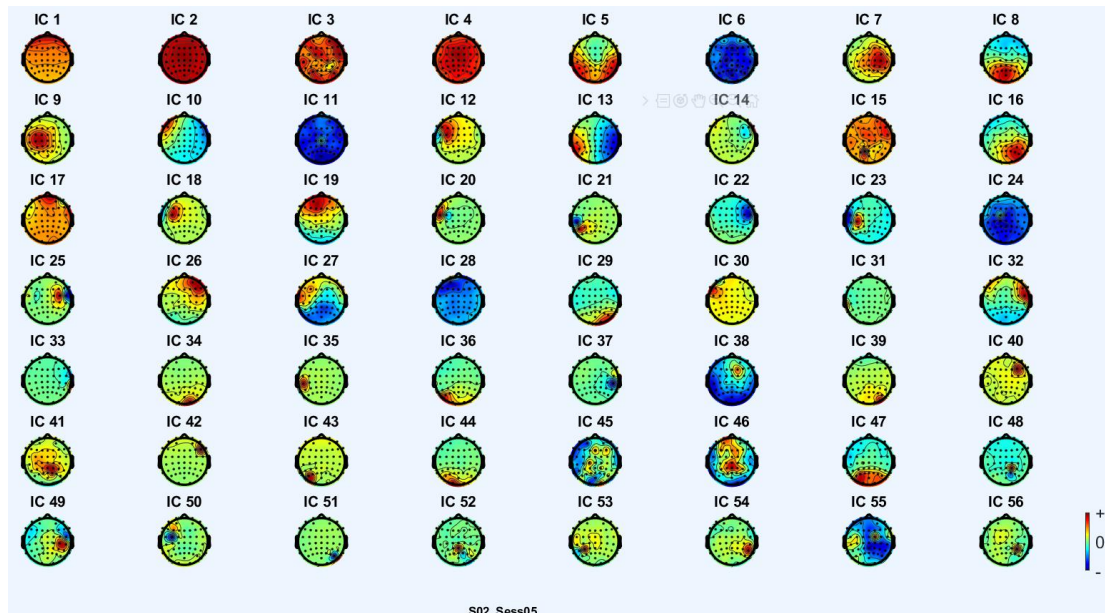 IC 1 IC 2 IC 3 IC 4 IC 5 IC 6 IC 7 IC 8
IC 9 IC 10 IC 11 IC 12 IC 13 IC 14 IC 15 IC 16
IC 17 IC 18 IC 19 IC 20 IC 21 IC 22 IC 23 IC 24
IC 25 IC 26 IC 27 IC 28 IC 29 IC 30 IC 31 IC 32
IC 33 IC 34 IC 35 IC 36 IC 37 IC 38 IC 39 IC 40
IC 41 IC 42 IC 43 IC 44 IC 45 IC 46 IC 47 IC 48
IC 49 IC 50 IC 51 IC 52 IC 53 IC 54 IC 55 IC 56
+
0
-
S02 Sess05